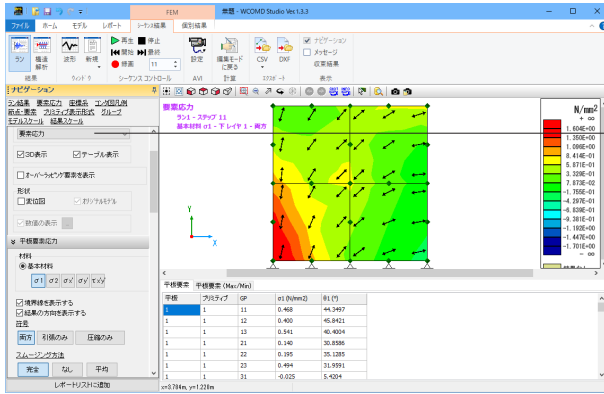 FEM
無題 - WCOMD Studio Ver.1.3.3
ファイル ホーム モデル レポート シーケンス結果 個別結果
ラン 構造解析 波形 新規
再生 停止
開始 最終
録画 11
設定
編集モードに戻る
CSV DXF
ナビゲーション
メッセージ
収束結果
結果 ウィンドウ シーケンス コントロール AVI 計算 エクスポート 表示
ナビゲーション
ラン結果 要素応力 座標系 コンタ図凡例
節点・要素 プリミティブ表示形式 グループ
モデルスケール 結果スケール
要素応力
3D表示 テーブル表示
オーバーラッピング要素を表示
形状
変位図 オリジナルモデル
数値の表示
平板要素応力
材料
基本材料
σ1 σ2 σx' σy' τx'y'
境界線を表示する
結果の方向を表示する
符号
両方 引張のみ 圧縮のみ
スムージング方法
完全 なし 平均
レポートリストに追加
要素応力
ラン1 - ステップ 11
基本材料 σ1 - 下 レイヤ 1 - 両方
Y
X
N/mm2
+ ∞
1.604E+00
1.350E+00
1.096E+00
8.414E-01
5.871E-01
3.329E-01
7.873E-02
-1.755E-01
-4.297E-01
-6.839E-01
-9.381E-01
-1.192E+00
-1.447E+00
-1.701E+00
- ∞
平板要素 平板要素 (Max/Min)
平板 プリミティブ GP σ1 (N/mm2) θ1 (°)
1 1 11 0.468 44.3497
1 1 12 0.400 45.8421
1 1 13 0.541 40.4004
1 1 21 0.140 30.8586
1 1 22 0.195 35.1285
1 1 23 0.494 31.9591
1 1 31 -0.025 5.4204
x=3.784m, y=1.228m